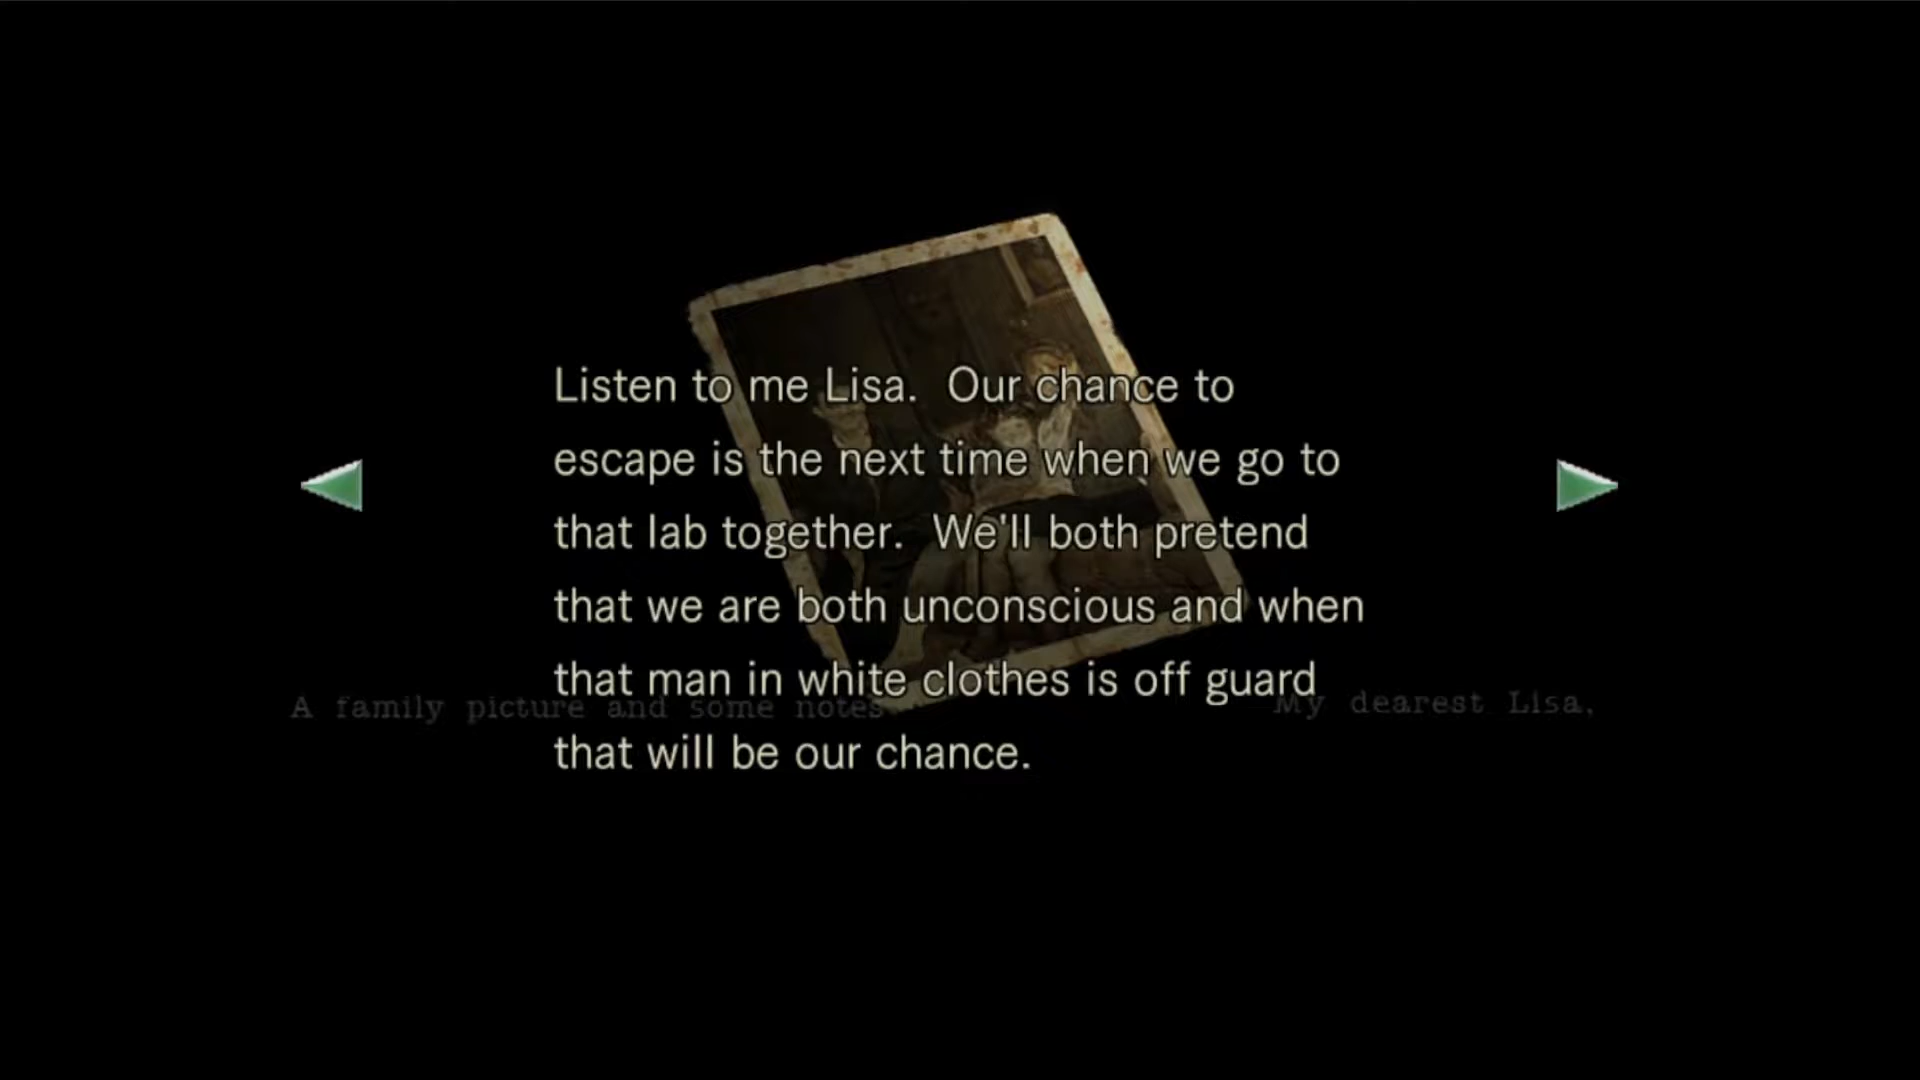 Listen to me Lisa.  Our chance to
escape is the next time when we go to
that lab together.  We'll both pretend
that we are both unconscious and when
that man in white clothes is off guard
that will be our chance.
A family picture and some notes
My dearest Lisa,